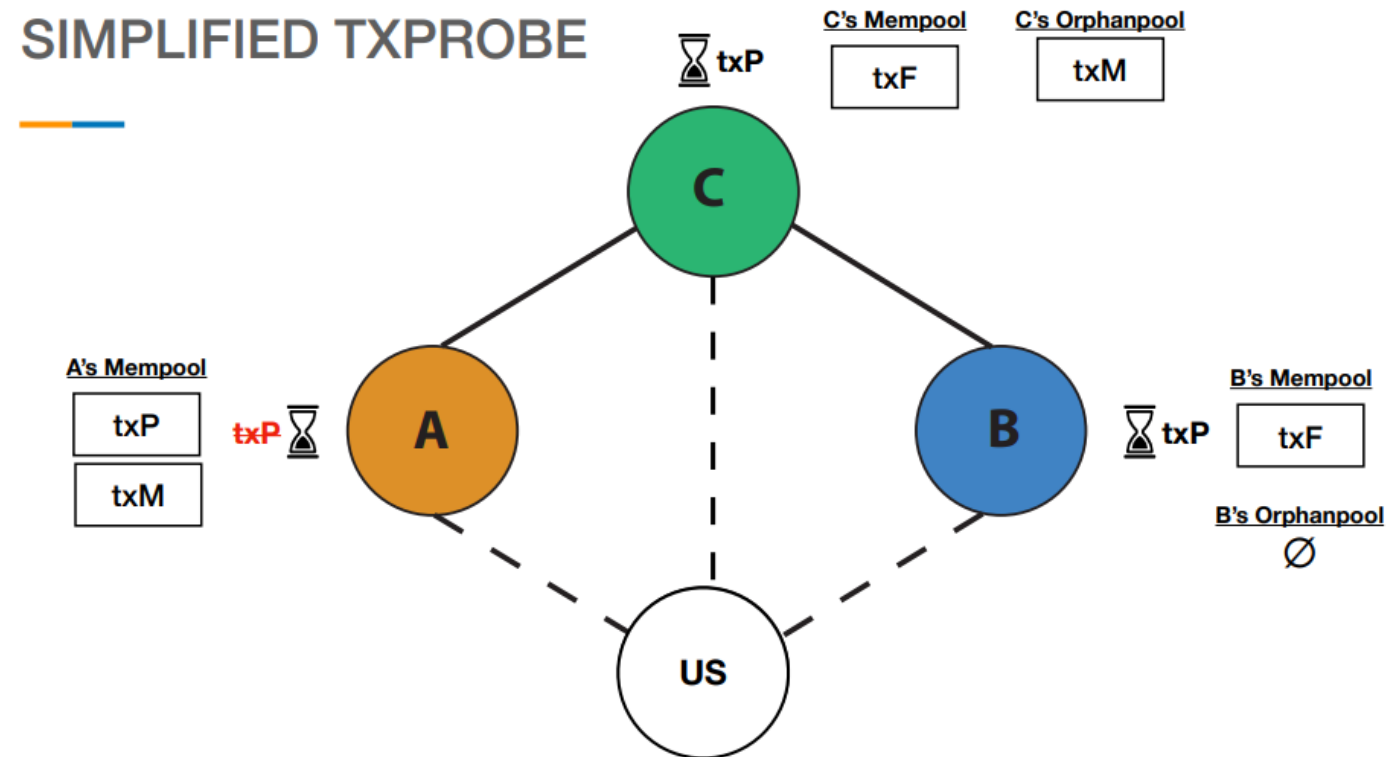 SIMPLIFIED TXPROBE
txP
C's Mempool
txF
C's Orphanpool
txM
C
A's Mempool
txP
txM
txP
A
B
txP
B's Mempool
txF
B's Orphanpool
∅
US